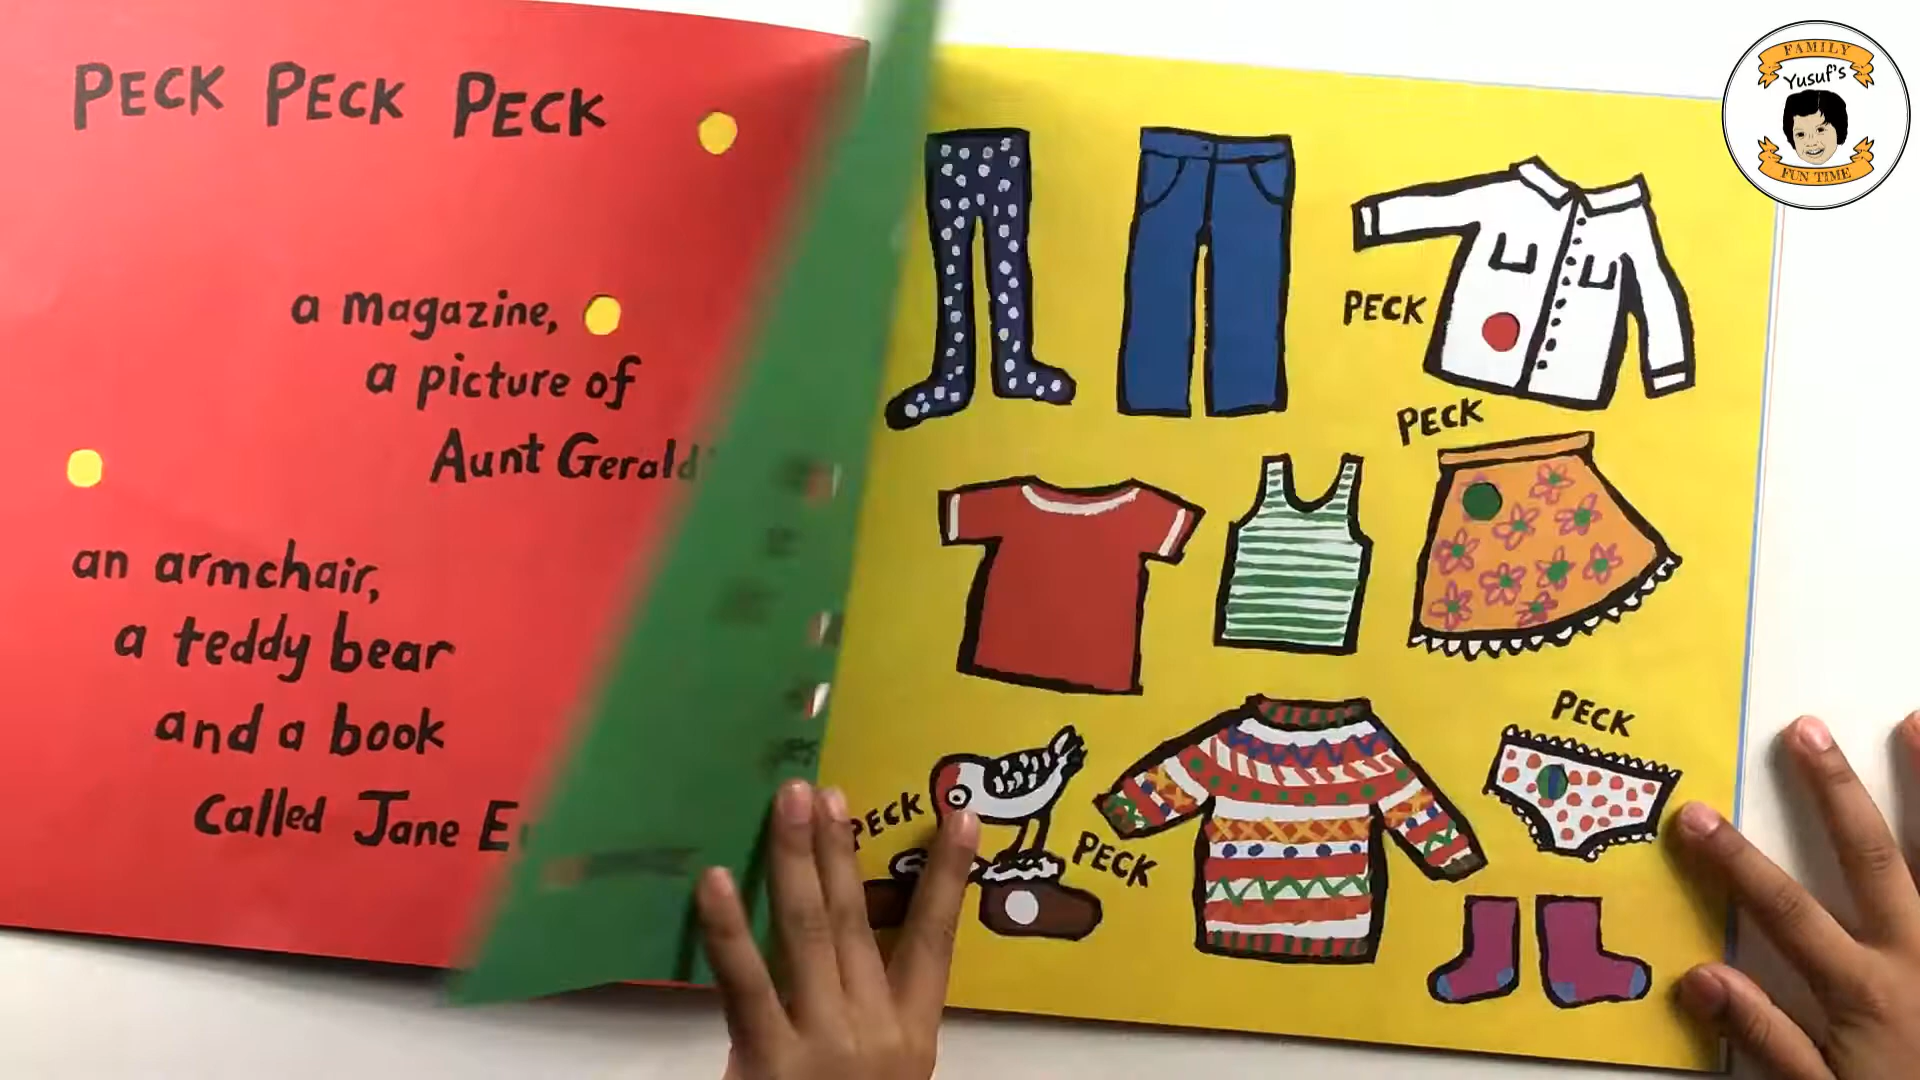 PECK PECK PECK
a magazine,
a picture of
Aunt Gerald
an armchair,
a teddy bear
and a book
called Jane E
PECK
PECK
PECK
PECK
PECK
FAMILY
Yusuf's
FUN TIME